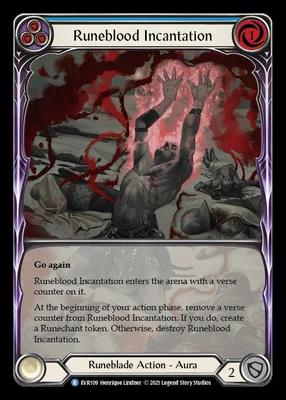 Runeblood Incantation
1
Go again
Runeblood Incantation enters the arena with a verse
counter on it.
At the beginning of your action phase, remove a verse
counter from Runeblood Incantation. If you do, create
a Runechant token. Otherwise, destroy Runeblood
Incantation.
Runeblade Action - Aura
2
R EVR109 Henrique Lindner © 2021 Legend Story Studios